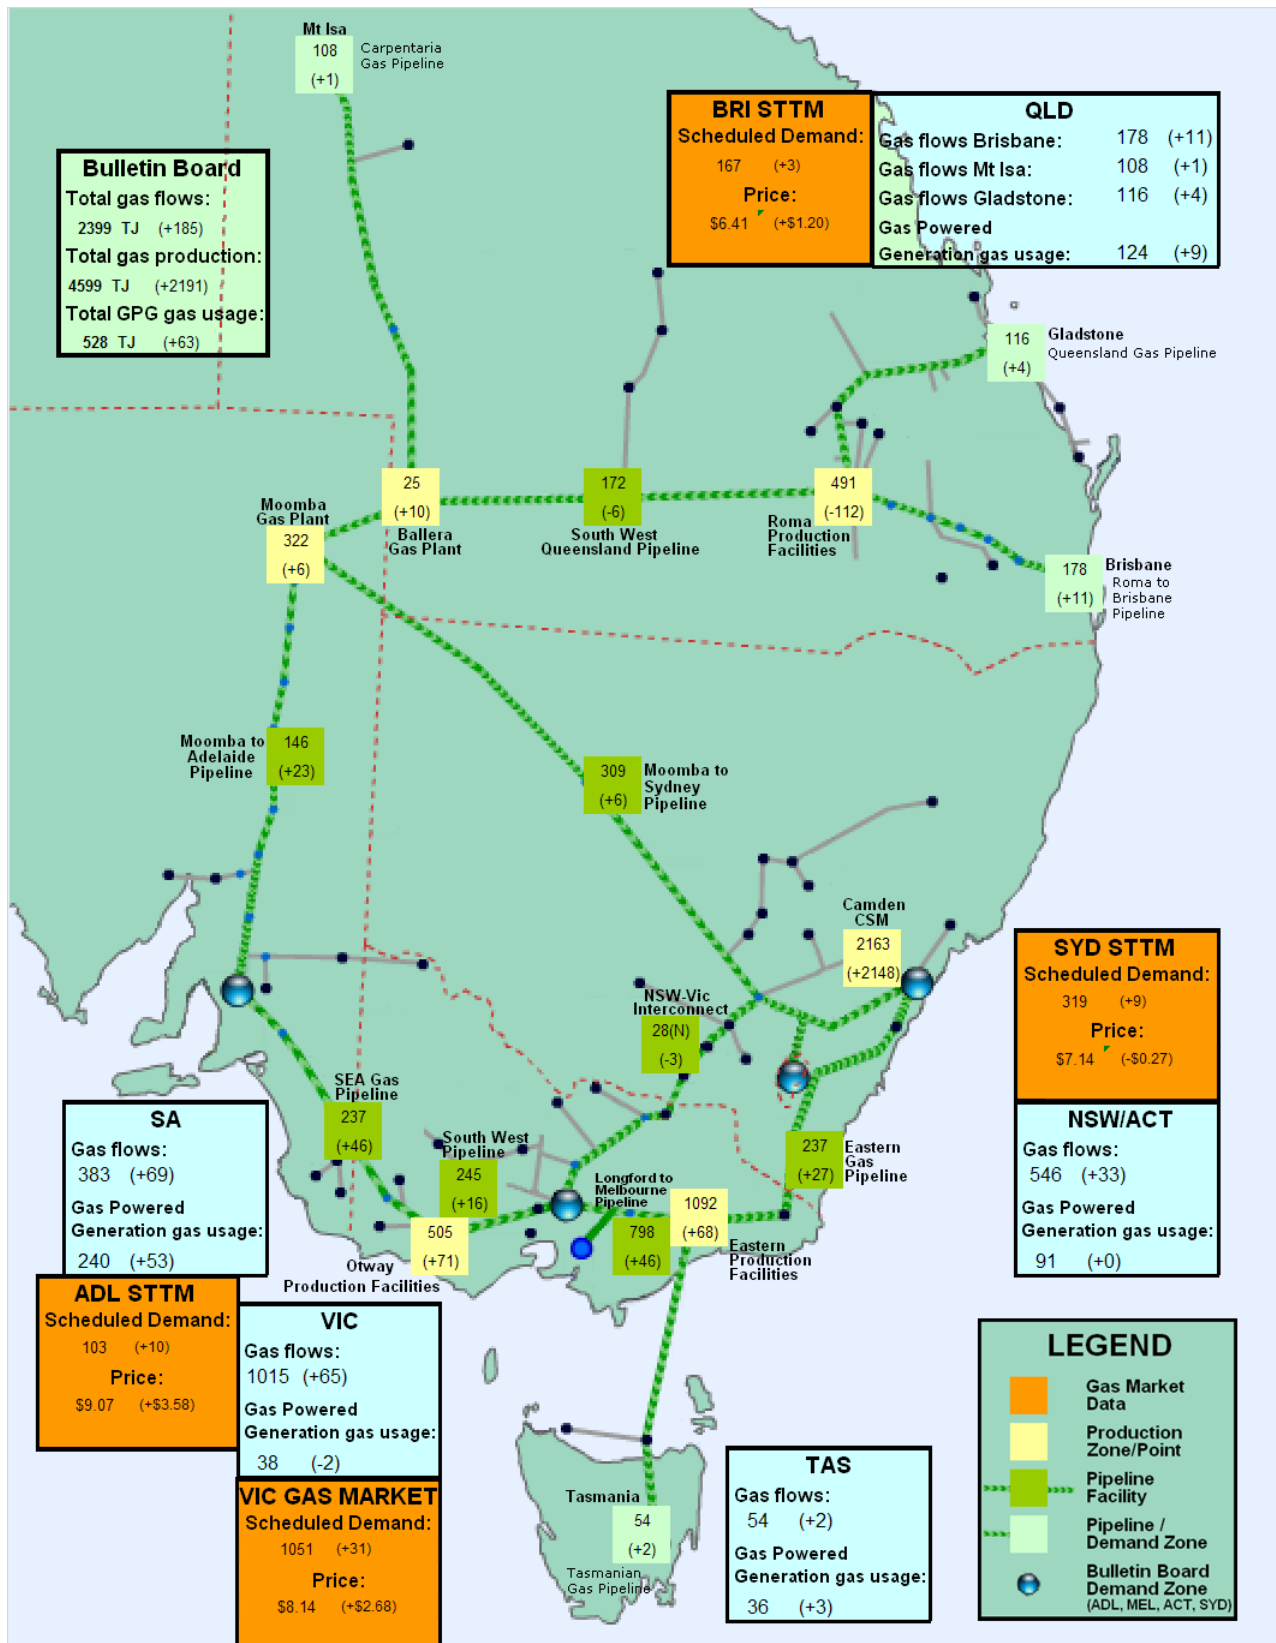 Mt Isa
108
(+1)
Carpentaria
Gas Pipeline
BRI STTM
Scheduled Demand:
167 (+3)
Price:
$6.41 (+$1.20)
QLD
Gas flows Brisbane: 178 (+11)
Gas flows Mt Isa: 108 (+1)
Gas flows Gladstone: 116 (+4)
Gas Powered
Generation gas usage: 124 (+9)
Bulletin Board
Total gas flows:
2399 TJ (+185)
Total gas production:
4599 TJ (+2191)
Total GPG gas usage:
528 TJ (+63)
116
(+4)
Gladstone
Queensland Gas Pipeline
25
(+10)
Ballera
Gas Plant
172
(-6)
South West
Queensland Pipeline
491
(-112)
Roma
Production
Facilities
Moomba
Gas Plant
322
(+6)
178
(+11)
Brisbane
Roma to
Brisbane
Pipeline
Moomba to
Adelaide
Pipeline
146
(+23)
309
(+6)
Moomba to
Sydney
Pipeline
Camden
CSM
2163
(+2148)
NSW-Vic
Interconnect
28(N)
(-3)
SYD STTM
Scheduled Demand:
319 (+9)
Price:
$7.14 (-$0.27)
NSW/ACT
Gas flows:
546 (+33)
Gas Powered
Generation gas usage:
91 (+0)
SEA Gas
Pipeline
237
(+46)
South West
Pipeline
245
(+16)
Longford to
Melbourne
Pipeline
798
(+46)
1092
(+68)
Eastern
Production
Facilities
237
(+27)
Eastern
Gas
Pipeline
505
(+71)
Otway
Production Facilities
SA
Gas flows:
383 (+69)
Gas Powered
Generation gas usage:
240 (+53)
ADL STTM
Scheduled Demand:
103 (+10)
Price:
$9.07 (+$3.58)
VIC
Gas flows:
1015 (+65)
Gas Powered
Generation gas usage:
38 (-2)
VIC GAS MARKET
Scheduled Demand:
1051 (+31)
Price:
$8.14 (+$2.68)
Tasmania
54
(+2)
Tasmanian
Gas Pipeline
TAS
Gas flows:
54 (+2)
Gas Powered
Generation gas usage:
36 (+3)
LEGEND
Gas Market
Data
Production
Zone/Point
Pipeline
Facility
Pipeline /
Demand Zone
Bulletin Board
Demand Zone
(ADL, MEL, ACT, SYD)